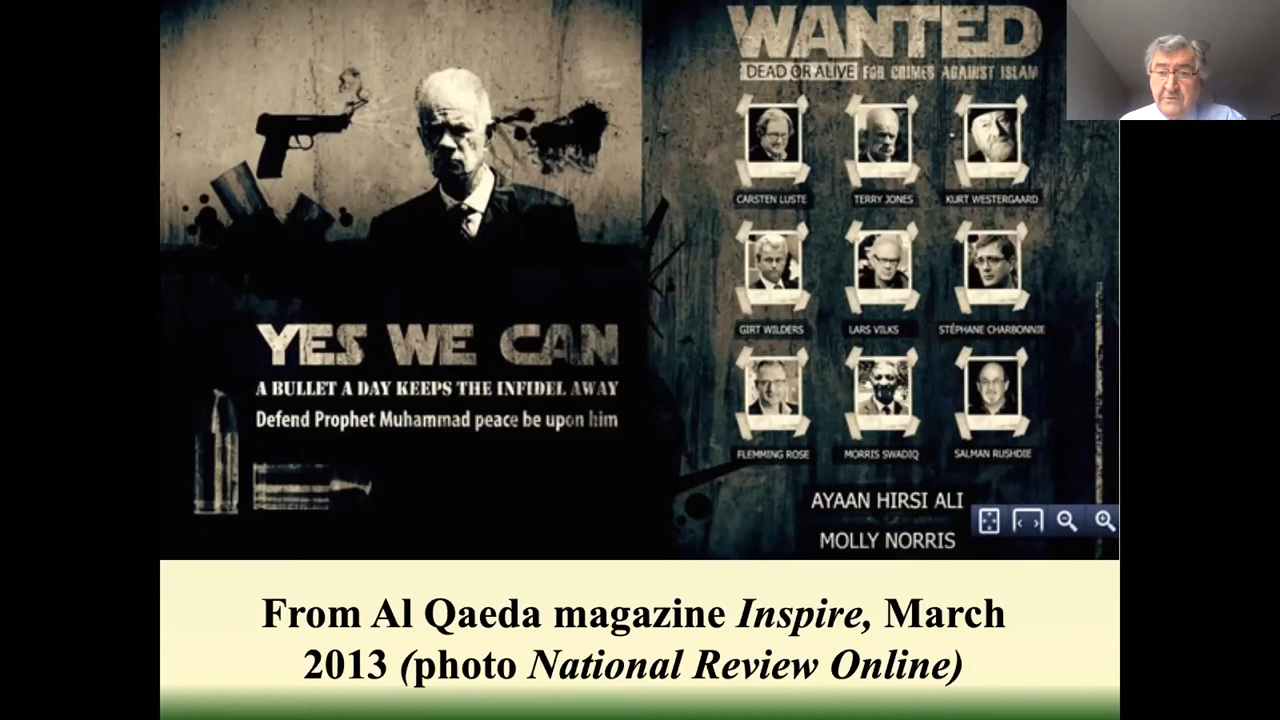 YES WE CAN
A BULLET A DAY KEEPS THE INFIDEL AWAY
Defend Prophet Muhammad peace be upon him
WANTED
DEAD OR ALIVE FOR CRIMES AGAINST ISLAM
CARSTEN LUSTE TERRY JONES KURT WESTERGAARD
GIRT WILDERS LARS VILKS STÉPHANE CHARBONNIE
FLEMMING ROSE MORRIS SWADIQ SALMAN RUSHDIE
AYAAN HIRSI ALI
MOLLY NORRIS
From Al Qaeda magazine Inspire, March
2013 (photo National Review Online)